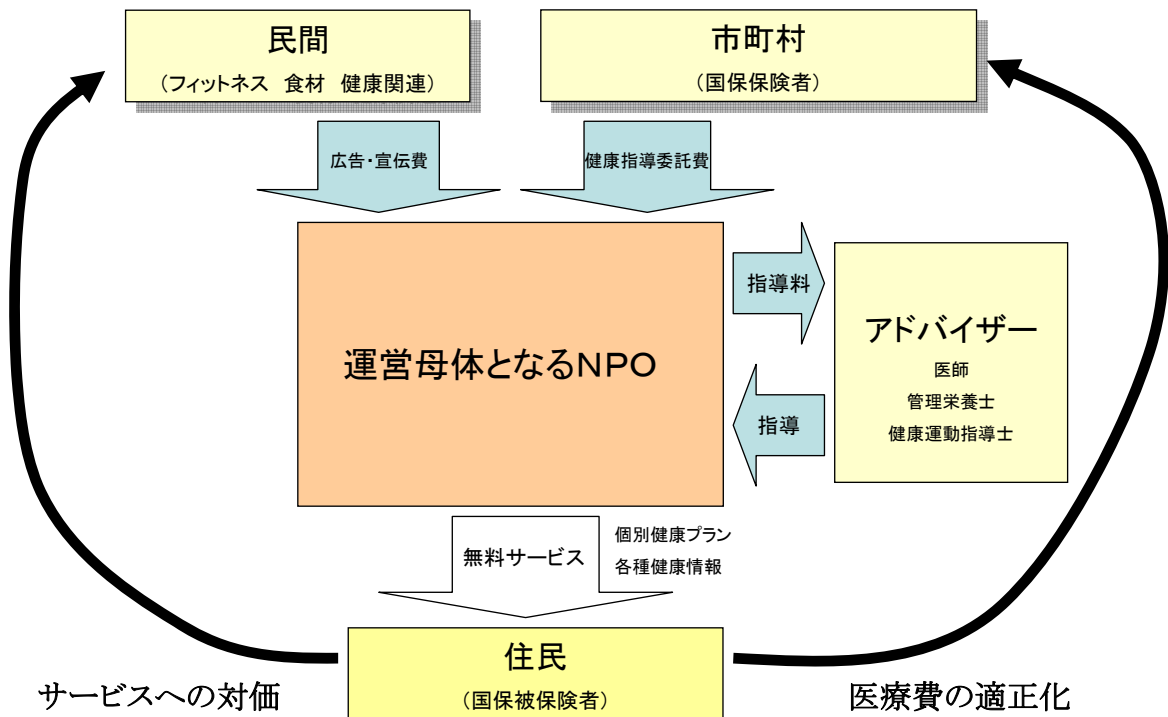 民間
（フィットネス 食材 健康関連）
市町村
（国保保険者）
広告・宣伝費
健康指導委託費
運営母体となるNPO
指導料
指導
アドバイザー
医師
管理栄養士
健康運動指導士
無料サービス
個別健康プラン
各種健康情報
住民
（国保被保険者）
サービスへの対価
医療費の適正化